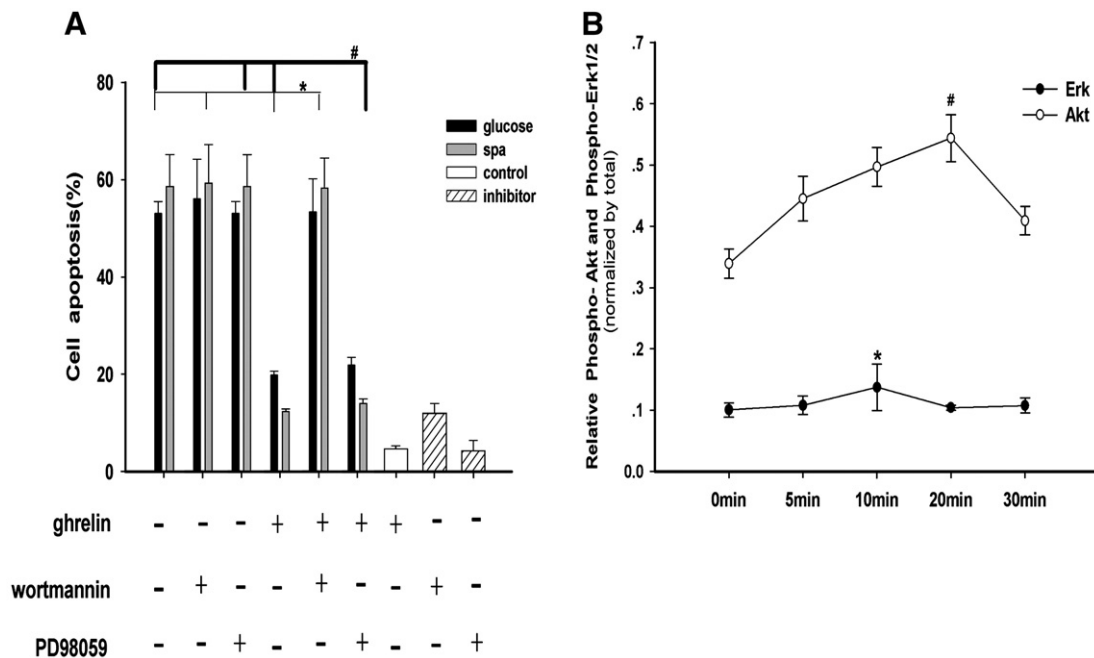 A
#
*
80
60
40
20
0
Cell apoptosis(%)
glucose
spa
control
inhibitor
ghrelin - - - + + + + - -
wortmannin - + - - + - - + -
PD98059 - - + - - + - - +
B
.7
.6
.5
.4
.3
.2
.1
0.0
Relative Phospho- Akt and Phospho-Erk1/2
(normalized by total)
Erk
Akt
#
*
0min 5min 10min 20min 30min